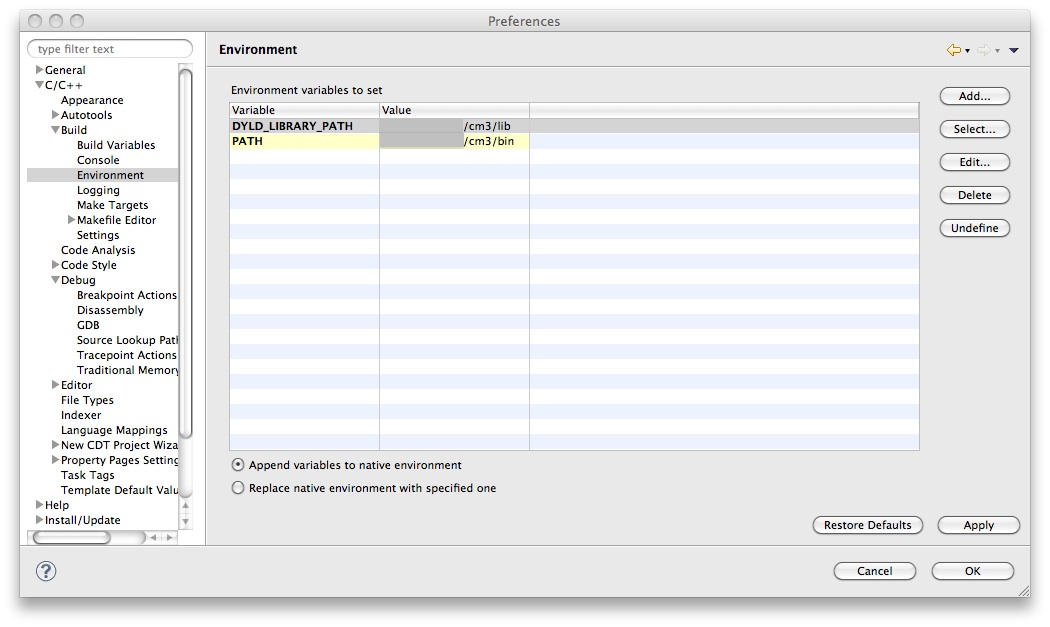 Preferences
type filter text
General
C/C++
Appearance
Autotools
Build
Build Variables
Console
Environment
Logging
Make Targets
Makefile Editor
Settings
Code Analysis
Code Style
Debug
Breakpoint Actions
Disassembly
GDB
Source Lookup Path
Tracepoint Actions
Traditional Memory
Editor
File Types
Indexer
Language Mappings
New CDT Project Wiza
Property Pages Setting
Task Tags
Template Default Valu
Help
Install/Update
Environment
Environment variables to set
Variable Value
DYLD_LIBRARY_PATH /cm3/lib
PATH /cm3/bin
Add...
Select...
Edit...
Delete
Undefine
Append variables to native environment
Replace native environment with specified one
Restore Defaults Apply
? Cancel OK